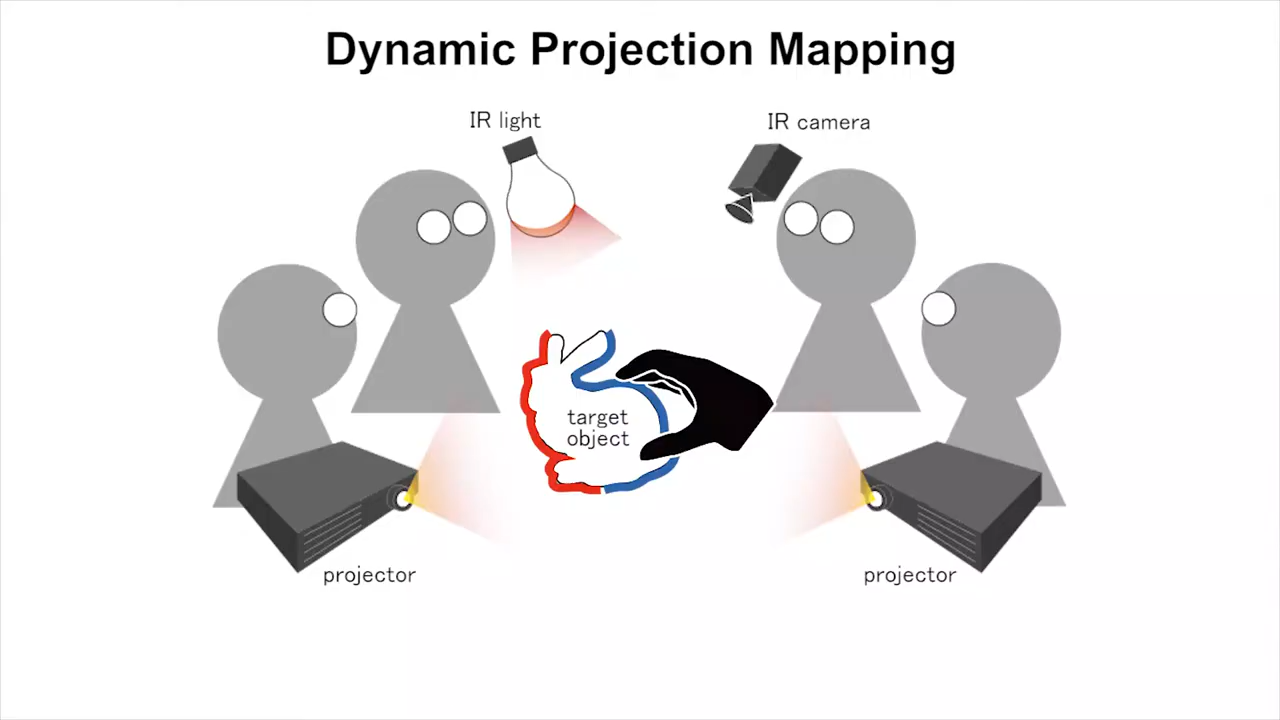 Dynamic Projection Mapping
IR light
IR camera
target
object
projector
projector